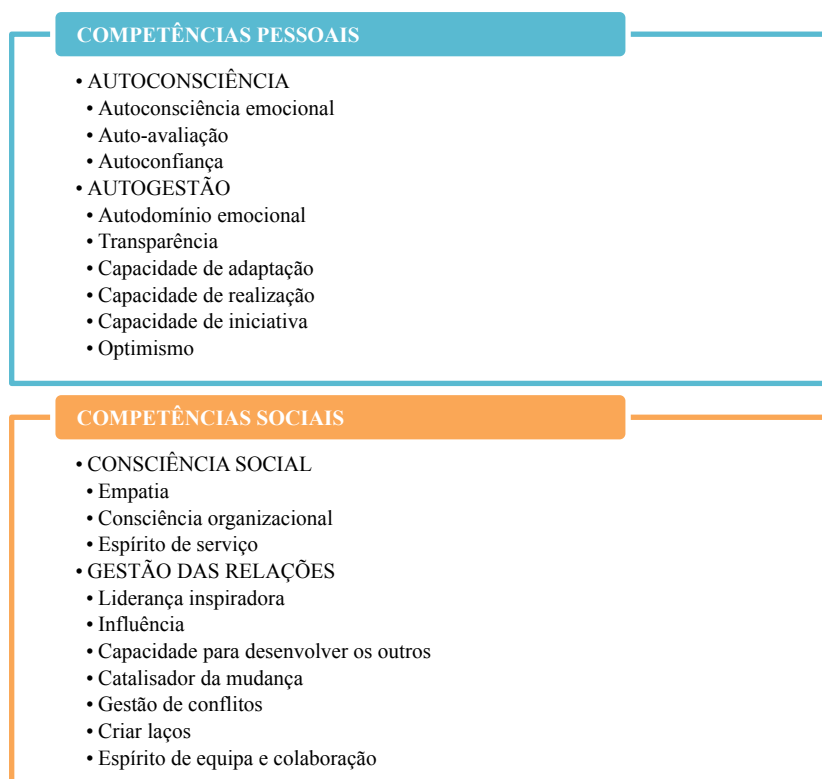 COMPETÊNCIAS PESSOAIS
• AUTOCONSCIÊNCIA
• Autoconsciência emocional
• Auto-avaliação
• Autoconfiança
• AUTOGESTÃO
• Autodomínio emocional
• Transparência
• Capacidade de adaptação
• Capacidade de realização
• Capacidade de iniciativa
• Optimismo
COMPETÊNCIAS SOCIAIS
• CONSCIÊNCIA SOCIAL
• Empatia
• Consciência organizacional
• Espírito de serviço
• GESTÃO DAS RELAÇÕES
• Liderança inspiradora
• Influência
• Capacidade para desenvolver os outros
• Catalisador da mudança
• Gestão de conflitos
• Criar laços
• Espírito de equipa e colaboração